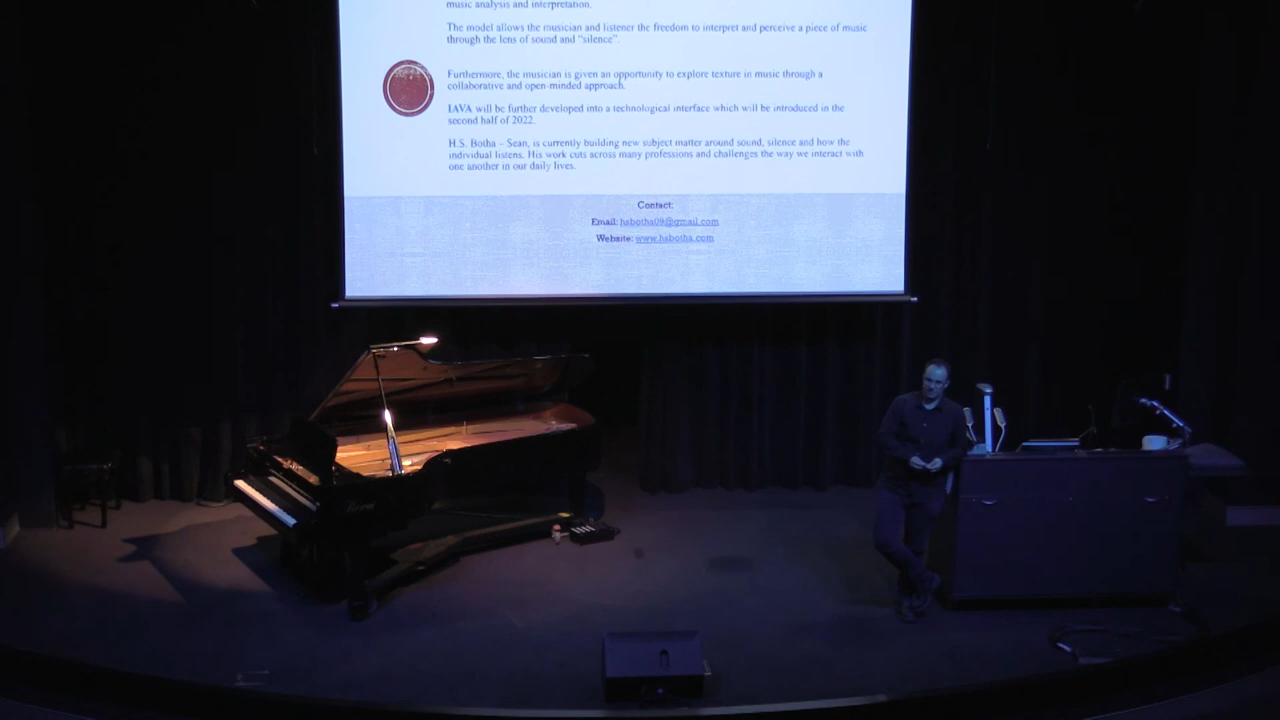 music analysis and interpretation.
The model allows the musician and listener the freedom to interpret and perceive a piece of music
through the lens of sound and “silence”.
Furthermore, the musician is given an opportunity to explore texture in music through a
collaborative and open-minded approach.
IAVA will be further developed into a technological interface which will be introduced in the
second half of 2022.
H.S. Botha – Sean, is currently building new subject matter around sound, silence and how the
individual listens. His work cuts across many professions and challenges the way we interact with
one another in our daily lives.
Contact:
Email: hsbotha09@gmail.com
Website: www.hsbotha.com